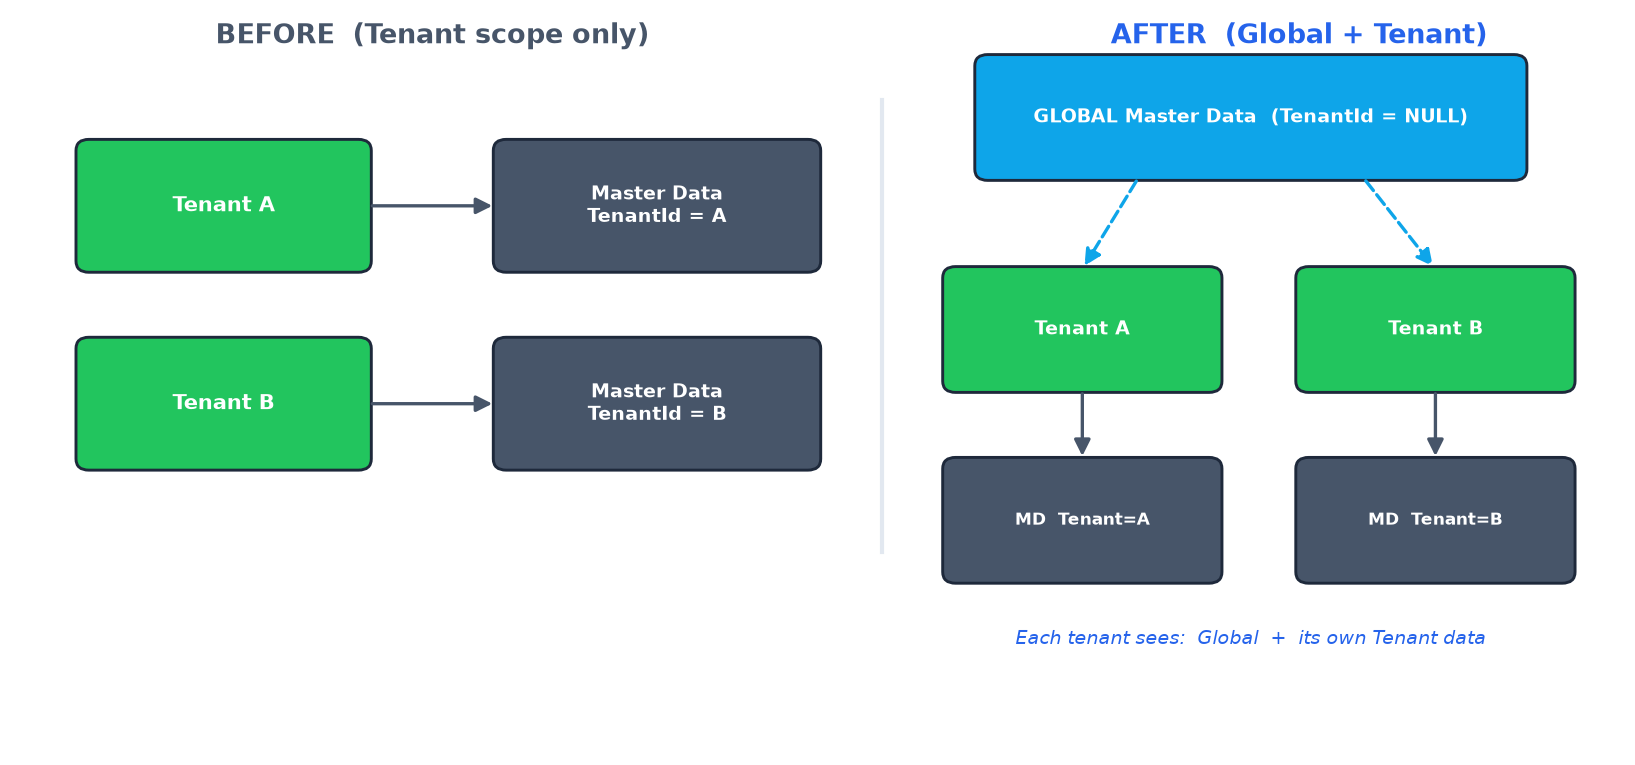 BEFORE (Tenant scope only)
Tenant A
Master Data
TenantId = A
Tenant B
Master Data
TenantId = B
AFTER (Global + Tenant)
GLOBAL Master Data (TenantId = NULL)
Tenant A
Tenant B
MD Tenant=A
MD Tenant=B
Each tenant sees: Global + its own Tenant data